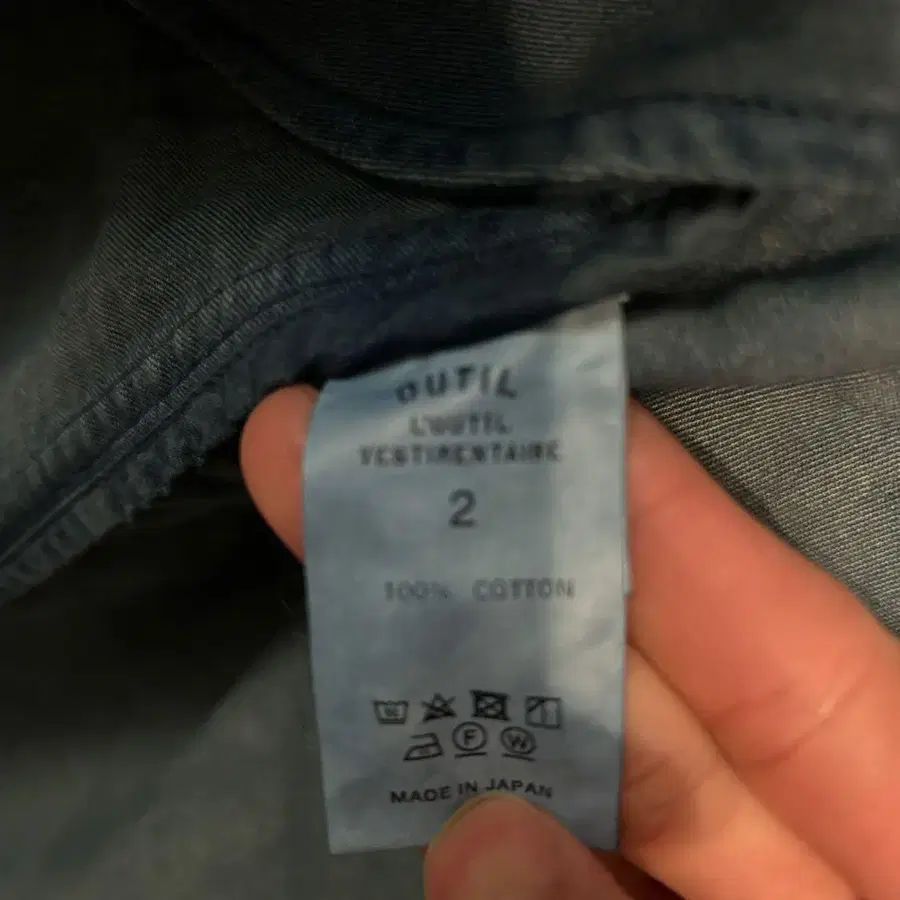 OUTIL
L'OUTIL
VESTIMENTAIRE
2
100% COTTON
F W
MADE IN JAPAN